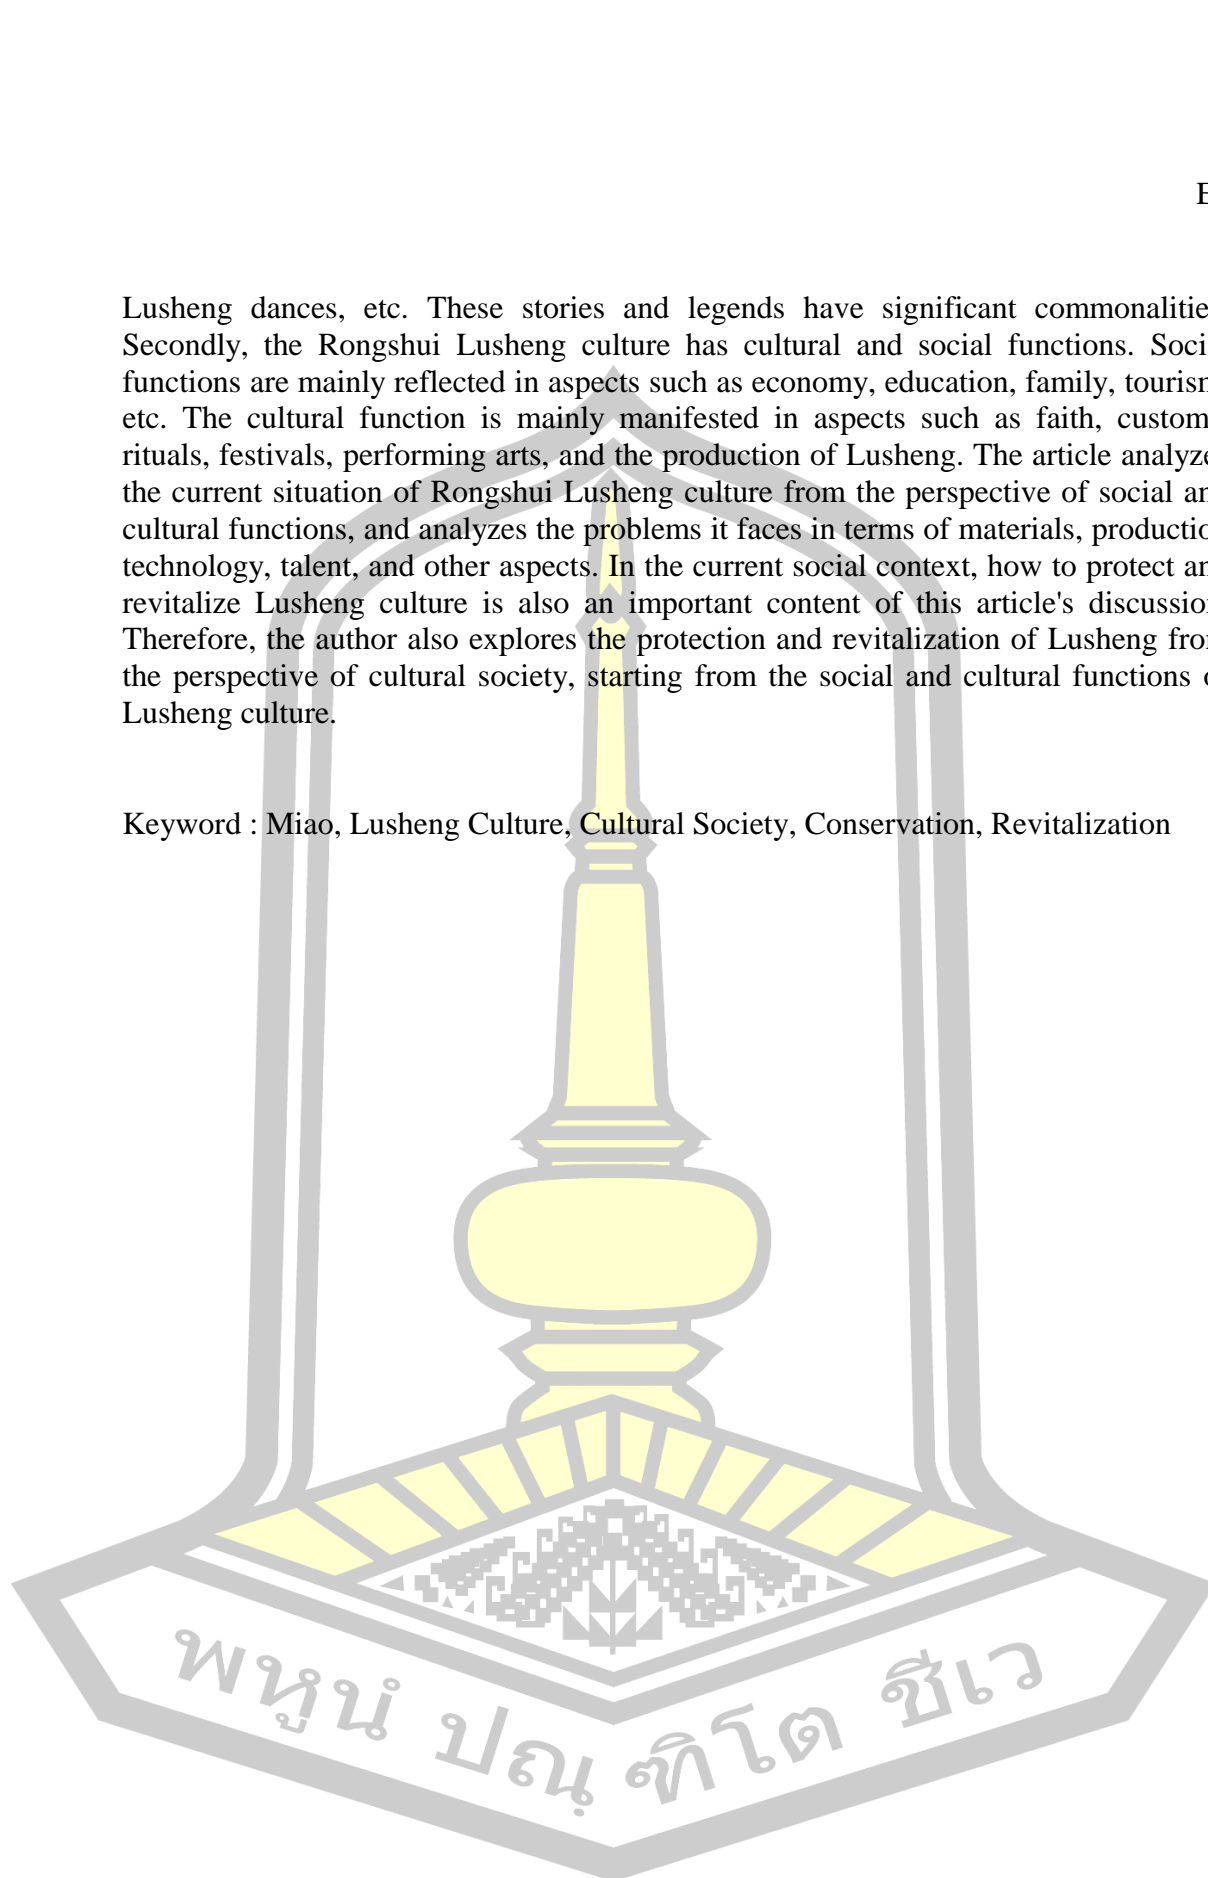 E
Lusheng dances, etc. These stories and legends have significant commonalitie
Secondly, the Rongshui Lusheng culture has cultural and social functions. Soci
functions are mainly reflected in aspects such as economy, education, family, tourism
etc. The cultural function is mainly manifested in aspects such as faith, custom
rituals, festivals, performing arts, and the production of Lusheng. The article analyze
the current situation of Rongshui Lusheng culture from the perspective of social an
cultural functions, and analyzes the problems it faces in terms of materials, productio
technology, talent, and other aspects. In the current social context, how to protect an
revitalize Lusheng culture is also an important content of this article's discussion
Therefore, the author also explores the protection and revitalization of Lusheng from
the perspective of cultural society, starting from the social and cultural functions o
Lusheng culture.
Keyword : Miao, Lusheng Culture, Cultural Society, Conservation, Revitalization
พหูนํ ปณฺฑิโต ชีเว